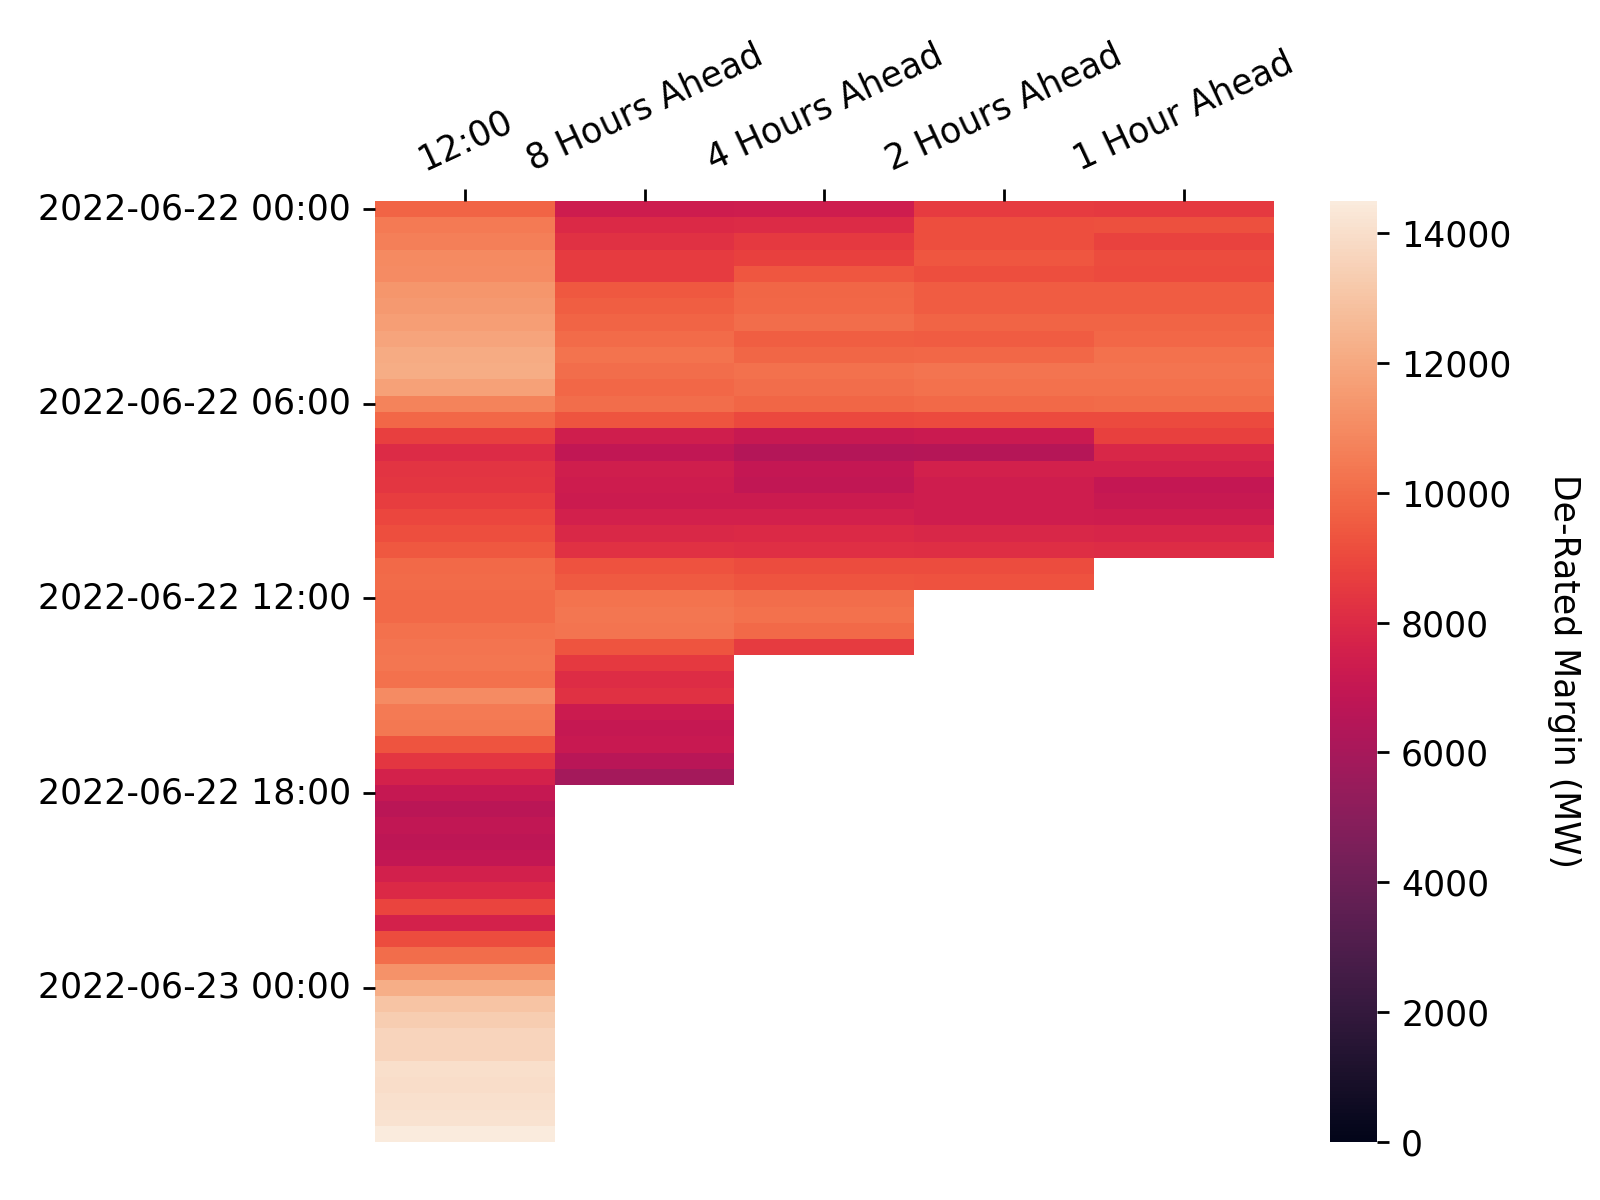 12:00
8 Hours Ahead
4 Hours Ahead
2 Hours Ahead
1 Hour Ahead
2022-06-22 00:00
2022-06-22 06:00
2022-06-22 12:00
2022-06-22 18:00
2022-06-23 00:00
14000
12000
10000
8000
6000
4000
2000
0
De-Rated Margin (MW)